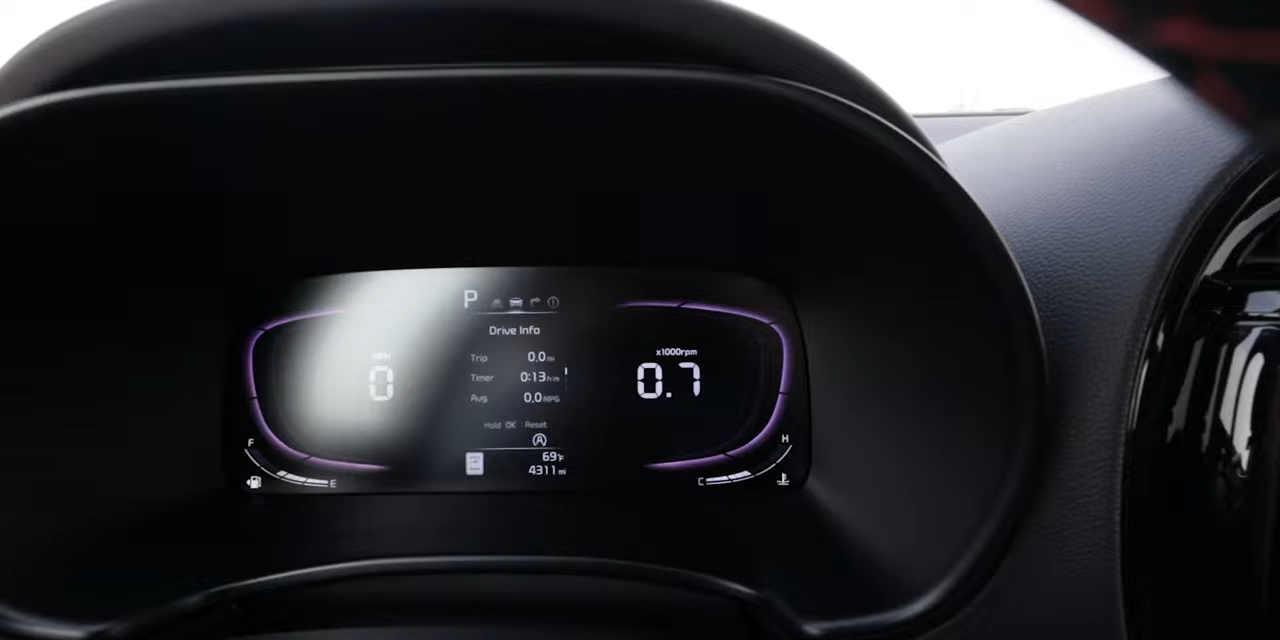 P
Drive Info
MPH
0
Trip 0.0 mi
Timer 0:13 h:m
Avg 0.0 MPG
Hold OK : Reset
x1000rpm
0.7
F
E
A
69°F
4311 mi
C
H